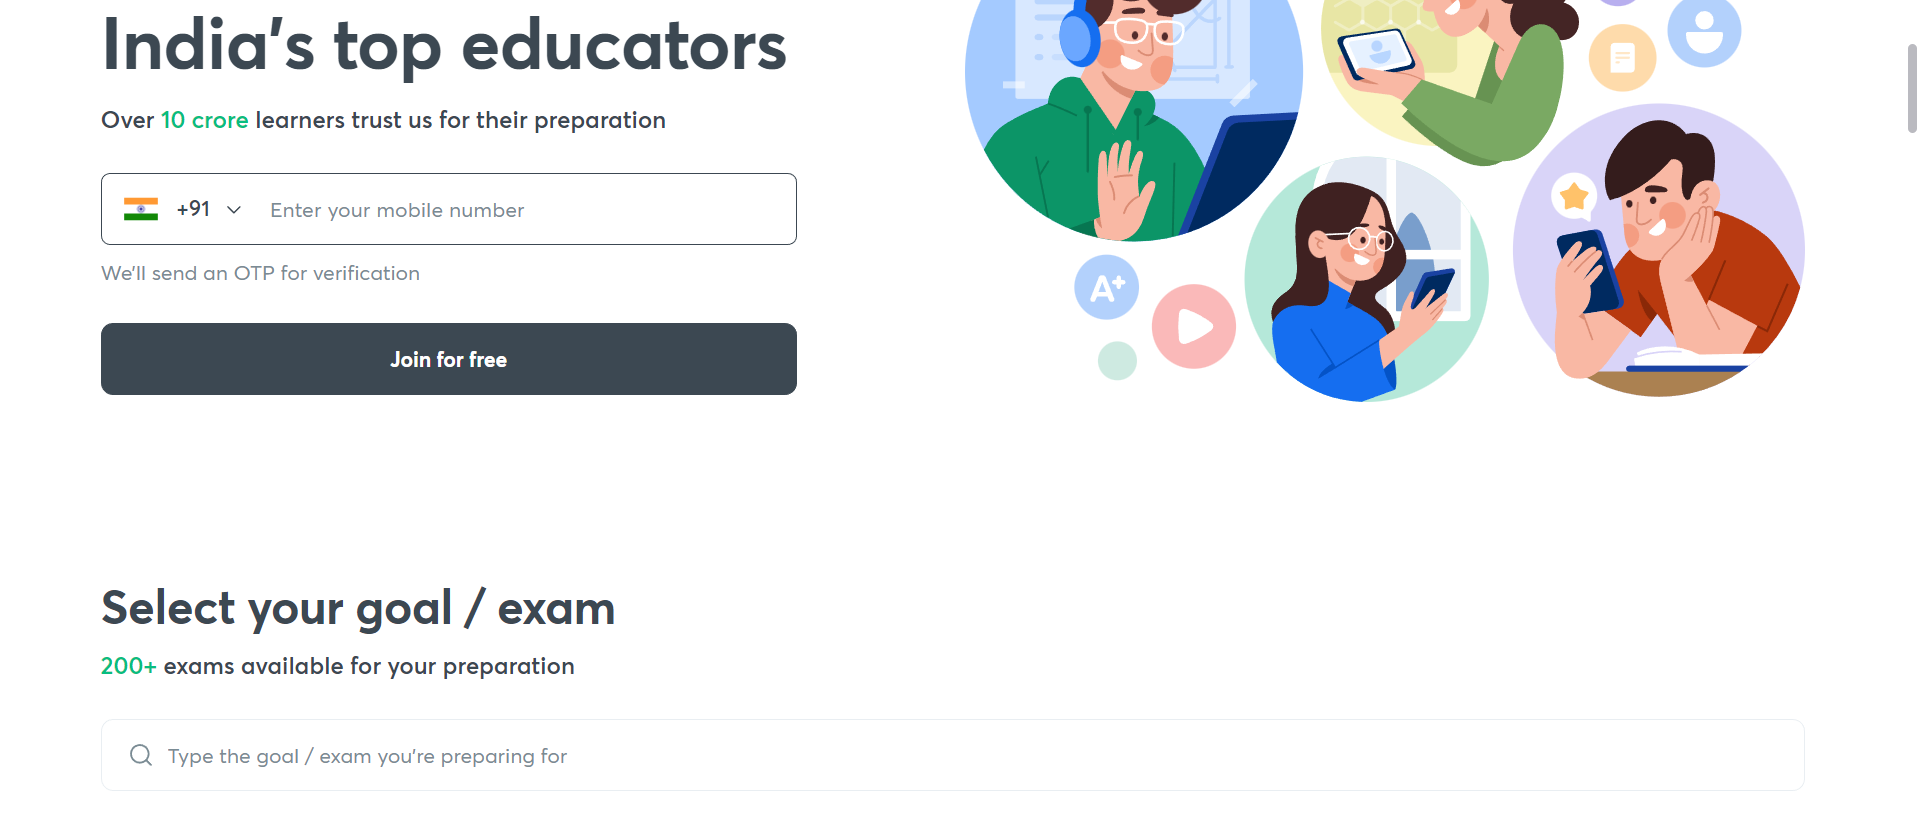 India's top educators
Over 10 crore learners trust us for their preparation
+91 Enter your mobile number
We'll send an OTP for verification
Join for free
A+
Select your goal / exam
200+ exams available for your preparation
Type the goal / exam you're preparing for